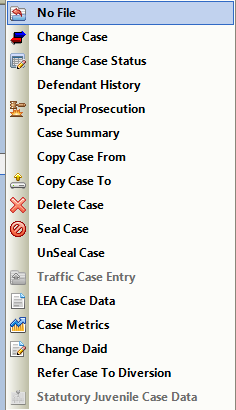 No File
Change Case
Change Case Status
Defendant History
Special Prosecution
Case Summary
Copy Case From
Copy Case To
Delete Case
Seal Case
UnSeal Case
Traffic Case Entry
LEA Case Data
Case Metrics
Change Daid
Refer Case To Diversion
Statutory Juvenile Case Data